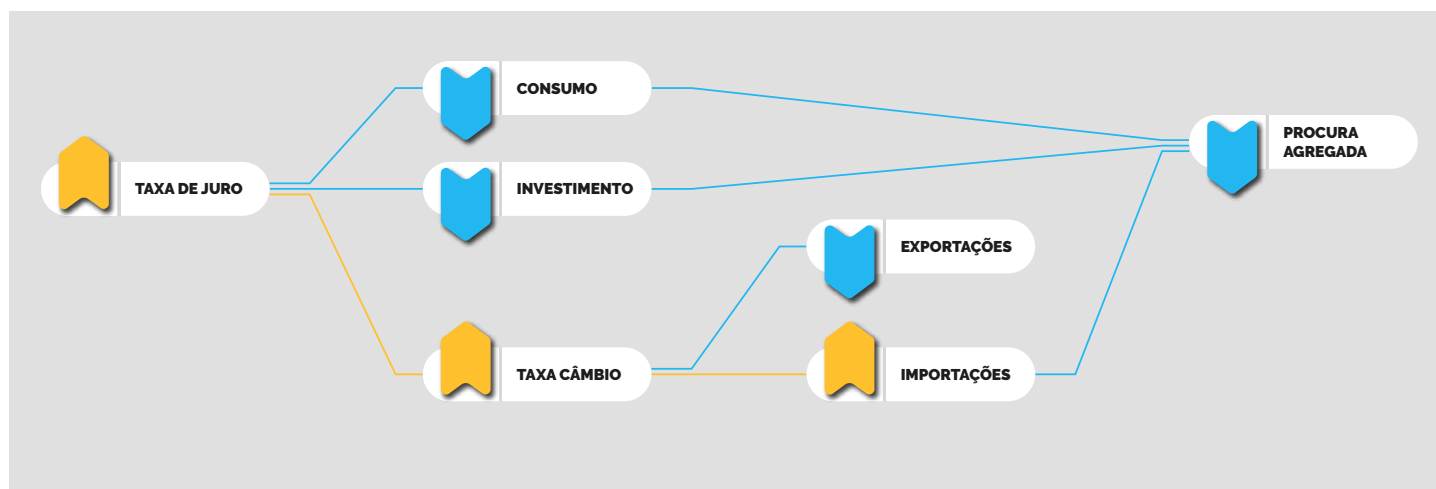 CONSUMO
PROCURA
AGREGADA
TAXA DE JURO
INVESTIMENTO
EXPORTAÇÕES
TAXA CÂMBIO
IMPORTAÇÕES